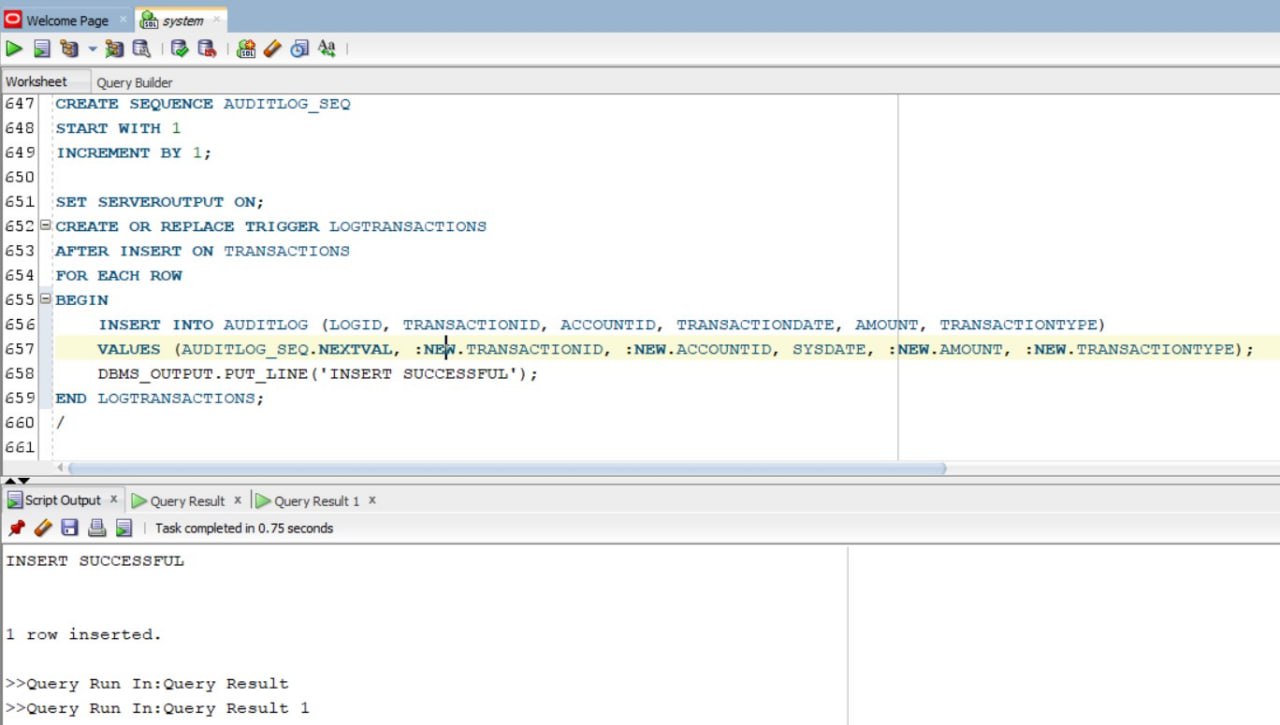 Welcome Page
system
Worksheet
Query Builder
647 CREATE SEQUENCE AUDITLOG_SEQ
648 START WITH 1
649 INCREMENT BY 1;
650
651 SET SERVEROUTPUT ON;
652 CREATE OR REPLACE TRIGGER LOGTRANSACTIONS
653 AFTER INSERT ON TRANSACTIONS
654 FOR EACH ROW
655 BEGIN
656     INSERT INTO AUDITLOG (LOGID, TRANSACTIONID, ACCOUNTID, TRANSACTIONDATE, AMOUNT, TRANSACTIONTYPE)
657     VALUES (AUDITLOG_SEQ.NEXTVAL, :NEW.TRANSACTIONID, :NEW.ACCOUNTID, SYSDATE, :NEW.AMOUNT, :NEW.TRANSACTIONTYPE);
658     DBMS_OUTPUT.PUT_LINE('INSERT SUCCESSFUL');
659 END LOGTRANSACTIONS;
660 /
661
Script Output x Query Result x Query Result 1 x
Task completed in 0.75 seconds
INSERT SUCCESSFUL
1 row inserted.
>>Query Run In:Query Result
>>Query Run In:Query Result 1